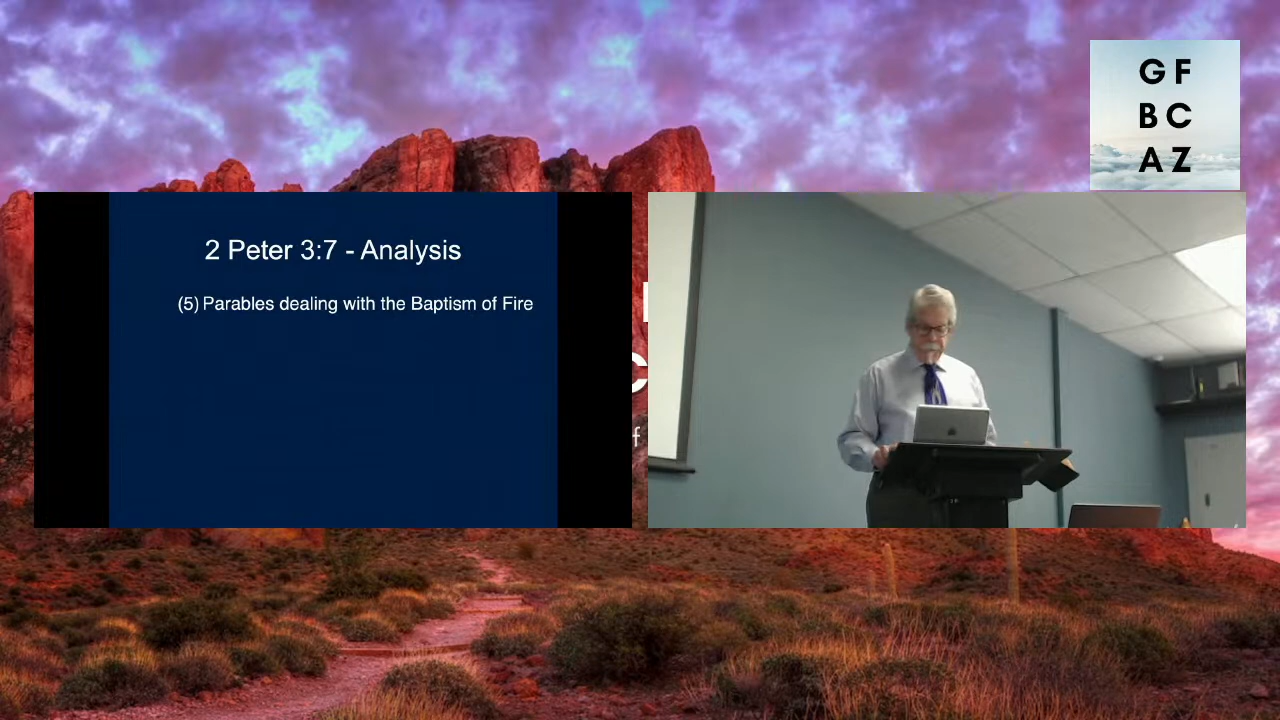 G F
B C
A Z
2 Peter 3:7 - Analysis
(5) Parables dealing with the Baptism of Fire